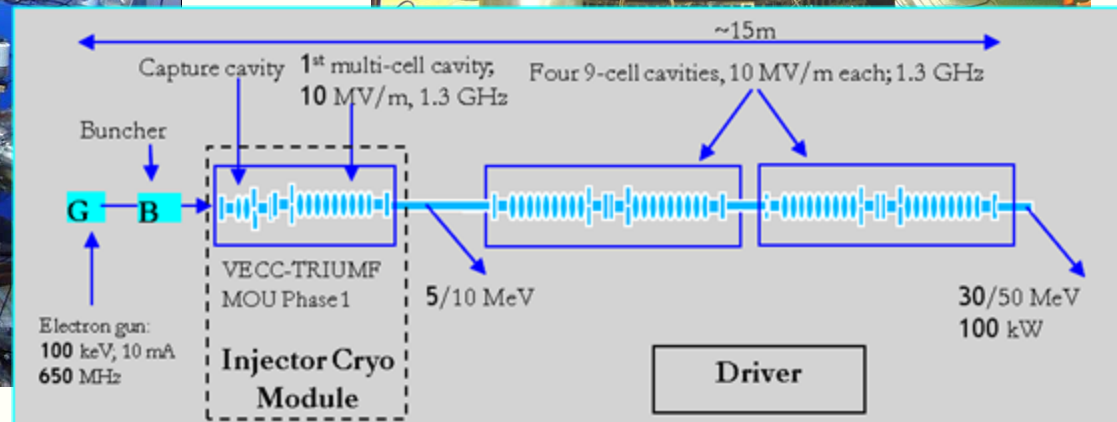 ~15m
Capture cavity
1st multi-cell cavity;
10 MV/m, 1.3 GHz
Four 9-cell cavities, 10 MV/m each; 1.3 GHz
Buncher
G
B
VECC-TRIUMF
MOU Phase1
5/10 MeV
30/50 MeV
100 kW
Electron gun:
100 keV; 10 mA
650 MHz
Injector Cryo
Module
Driver